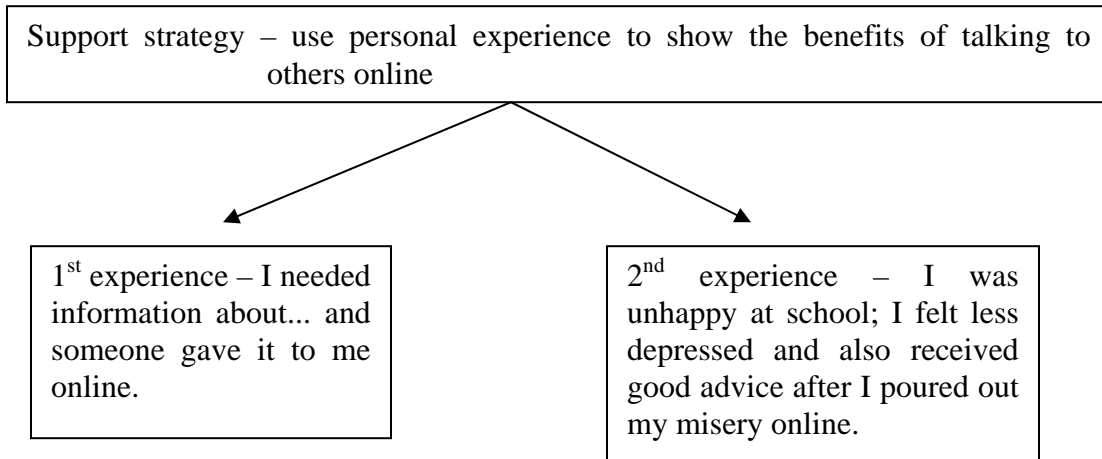 Support strategy – use personal experience to show the benefits of talking to
others online
1st experience – I needed
information about... and
someone gave it to me
online.
2nd experience – I was
unhappy at school; I felt less
depressed and also received
good advice after I poured out
my misery online.